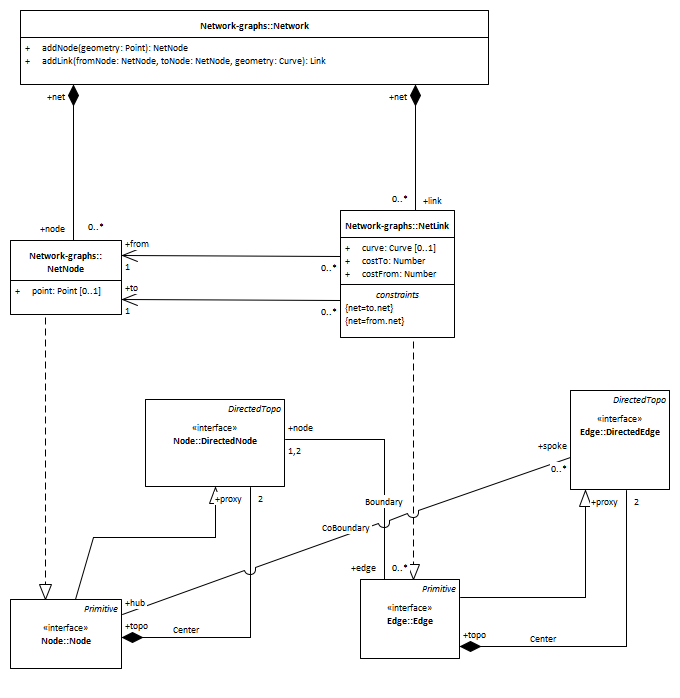 Network-graphs::Network
+ addNode(geometry: Point): NetNode
+ addLink(fromNode: NetNode, toNode: NetNode, geometry: Curve): Link
+net
+net
+node
0..*
0..*
+link
Network-graphs::
NetNode
+ point: Point [0..1]
+from
1
0..*
+to
1
0..*
Network-graphs::NetLink
+ curve: Curve [0..1]
+ costTo: Number
+ costFrom: Number
constraints
{net=to.net}
{net=from.net}
DirectedTopo
«interface»
Node::DirectedNode
+node
1,2
DirectedTopo
«interface»
Edge::DirectedEdge
+spoke
0..*
+proxy
2
+proxy
2
Boundary
CoBoundary
+edge
0..*
Primitive
«interface»
Node::Node
+hub
+topo
Center
Primitive
«interface»
Edge::Edge
+topo
Center